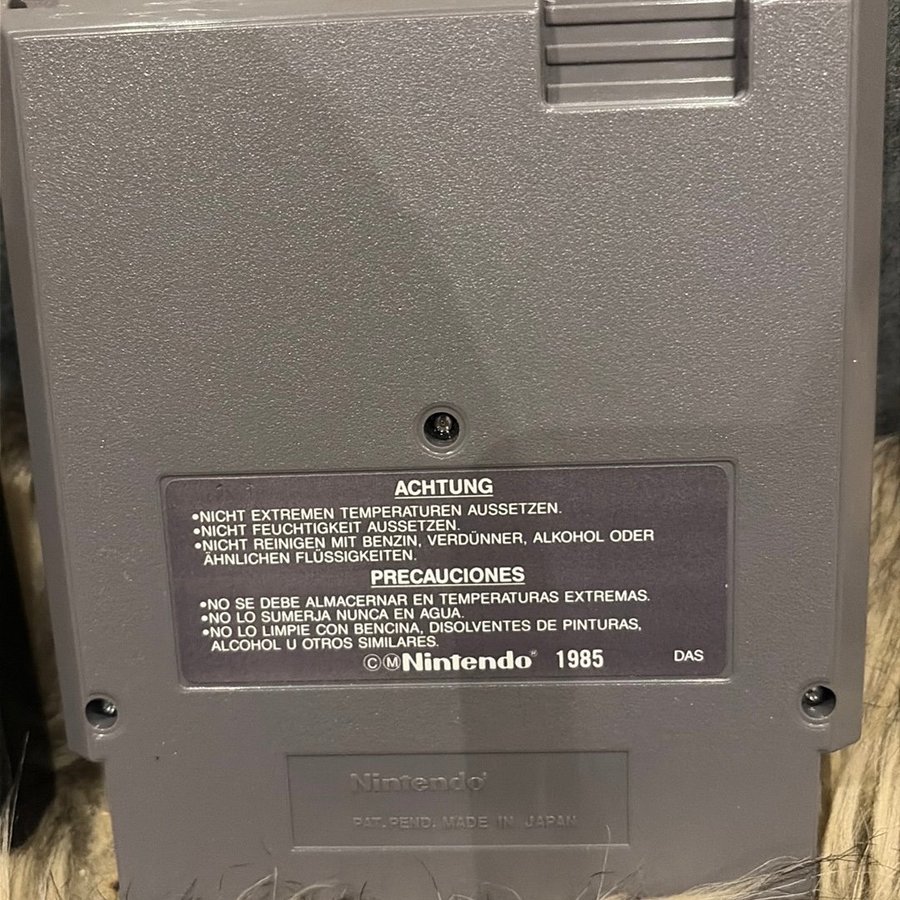 ACHTUNG
•NICHT EXTREMEN TEMPERATUREN AUSSETZEN.
•NICHT FEUCHTIGKEIT AUSSETZEN.
•NICHT REINIGEN MIT BENZIN, VERDÜNNER, ALKOHOL ODER
ÄHNLICHEN FLÜSSIGKEITEN.
PRECAUCIONES
•NO SE DEBE ALMACERNAR EN TEMPERATURAS EXTREMAS.
•NO LO SUMERJA NUNCA EN AGUA
•NO LO LIMPIE CON BENCINA, DISOLVENTES DE PINTURAS,
ALCOHOL U OTROS SIMILARES.
©ⓂNintendo® 1985 DAS
Nintendo®
PAT. PEND. MADE IN JAPAN